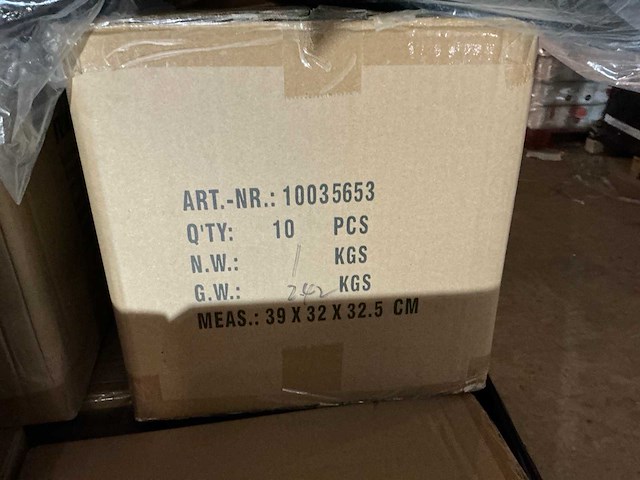 ART.-NR.: 10035653
Q'TY: 10 PCS
N.W.: / KGS
G.W.: KGS
MEAS.: 39 X 32 X 32.5 CM